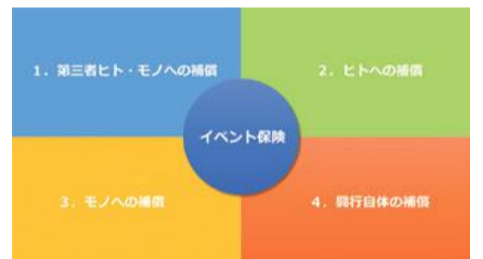 1．第三者ヒト・モノへの補償
2．ヒトへの補償
イベント保険
3．モノへの補償
4．興行自体の補償